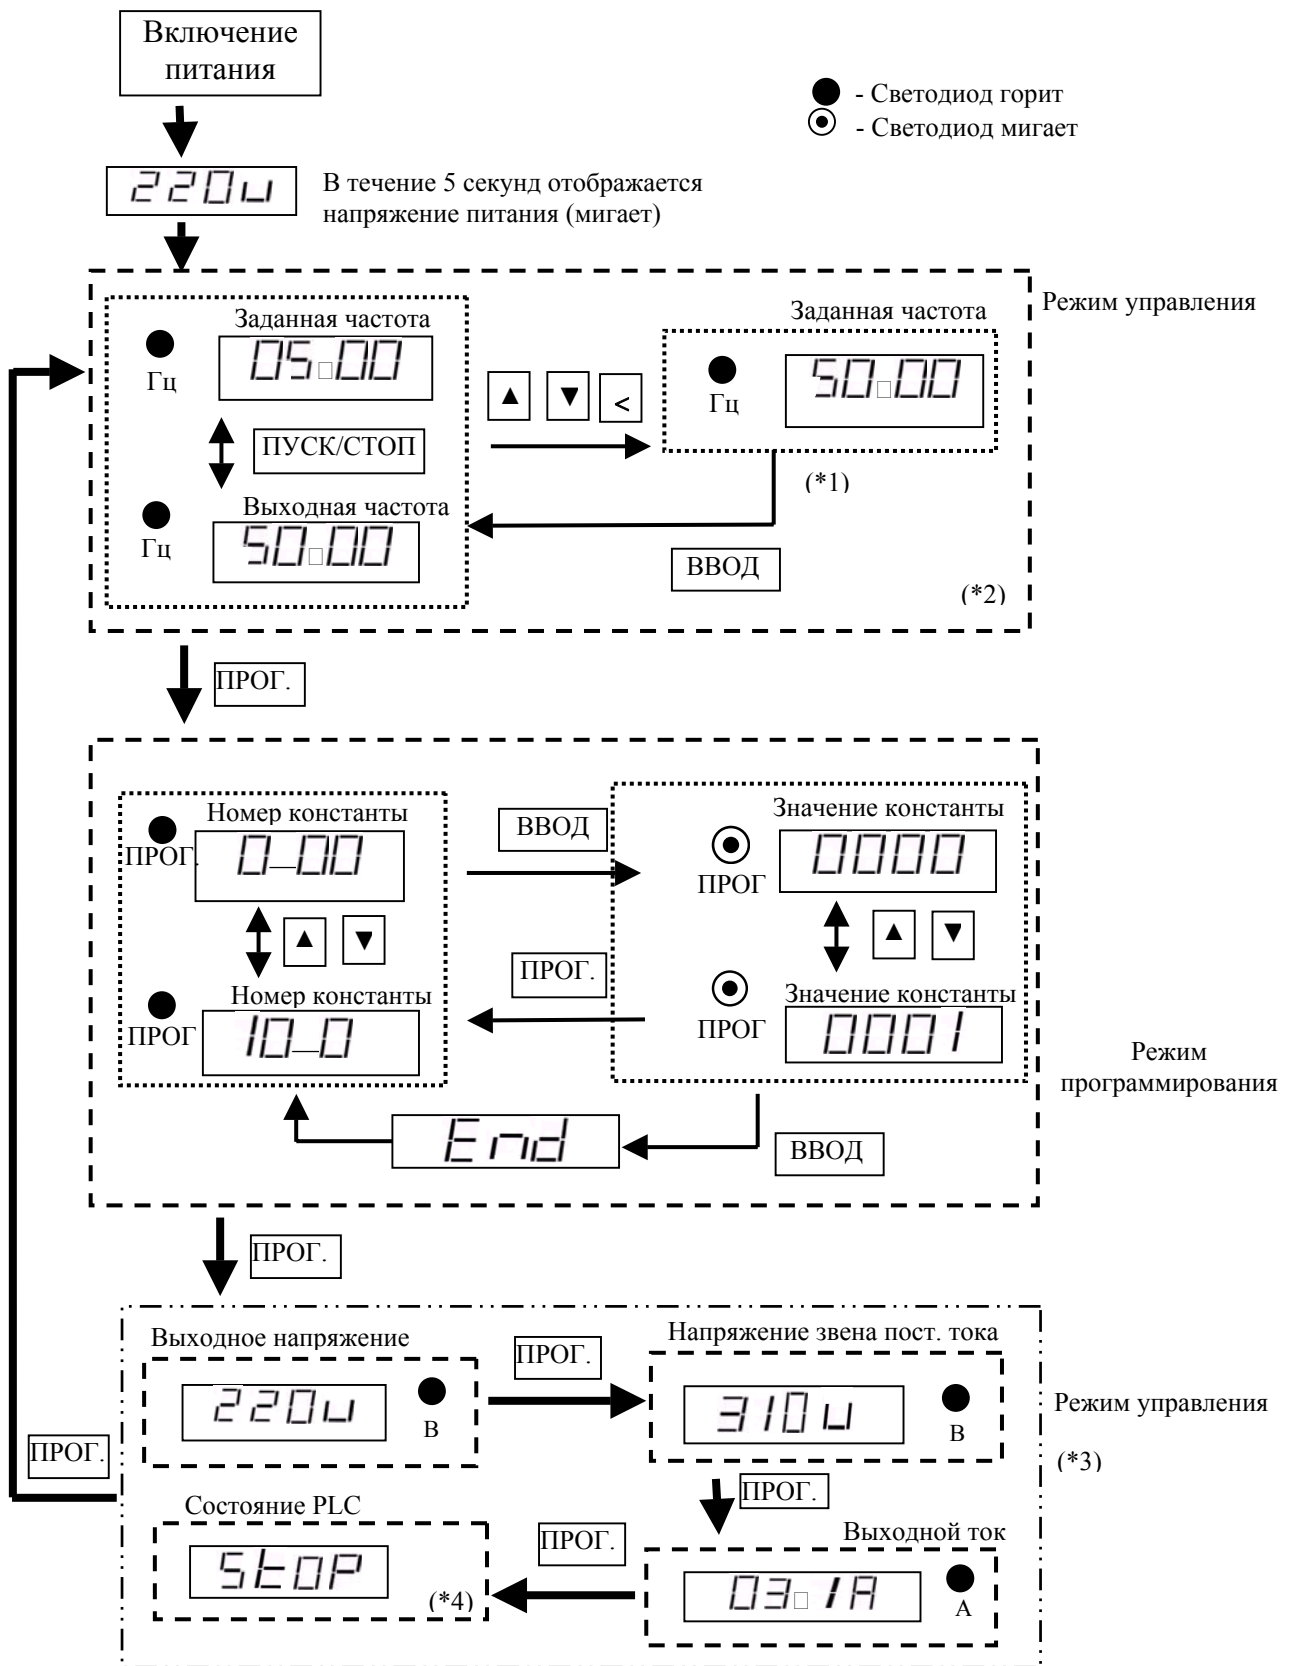 Включение
питания
- Светодиод горит
- Светодиод мигает
220u
В течение 5 секунд отображается
напряжение питания (мигает)
Режим управления
Заданная частота
05.00
Гц
ПУСК/СТОП
Выходная частота
50.00
Гц
▲ ▼ <
Заданная частота
50.00
Гц
(*1)
ВВОД
(*2)
ПРОГ.
Номер константы
0_00
ПРОГ.
▲ ▼
Номер константы
10_0
ПРОГ
ВВОД
ПРОГ.
Значение константы
0000
ПРОГ
▲ ▼
Значение константы
0001
ПРОГ
Режим
программирования
End
ВВОД
ПРОГ.
Выходное напряжение
220u
В
ПРОГ.
Напряжение звена пост. тока
310u
В
Режим управления
(*3)
ПРОГ.
ПРОГ.
Выходной ток
03.1A
А
ПРОГ.
Состояние PLC
StoP
(*4)